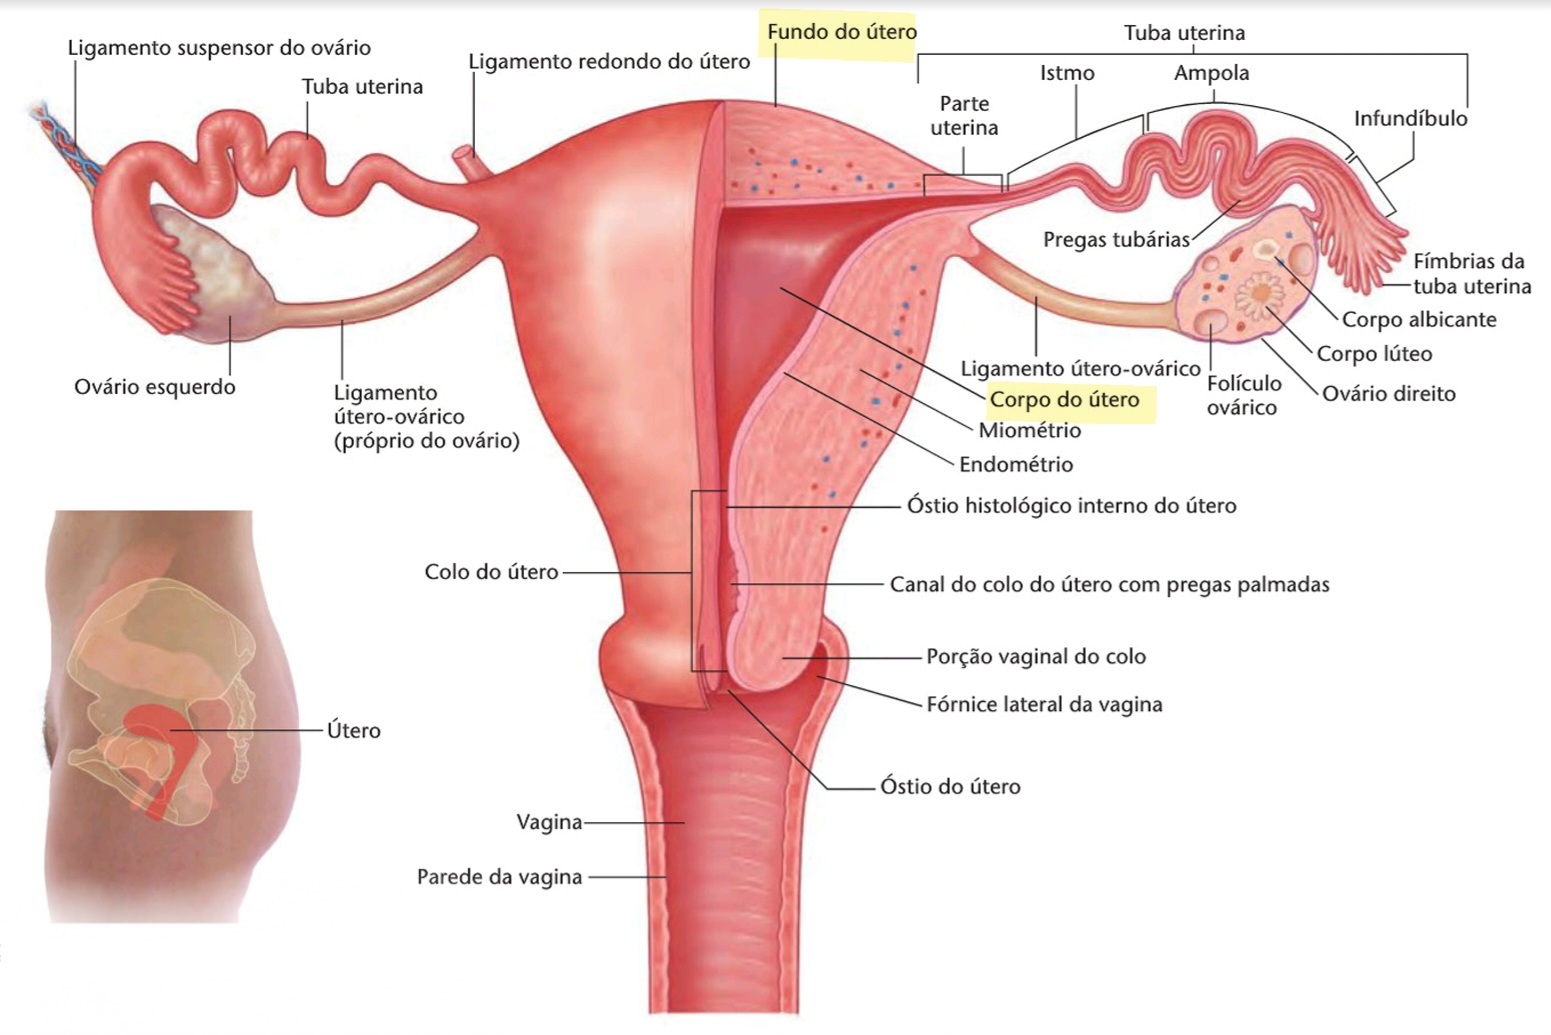 Fundo do útero
Tuba uterina
Ligamento suspensor do ovário
Ligamento redondo do útero
Istmo
Ampola
Tuba uterina
Parte
uterina
Infundíbulo
Pregas tubárias
Fímbrias da
tuba uterina
Corpo albicante
Corpo lúteo
Ligamento útero-ovárico
Folículo
ovárico
Ovário direito
Ovário esquerdo
Ligamento
útero-ovárico
(próprio do ovário)
Corpo do útero
Miométrio
Endométrio
Óstio histológico interno do útero
Colo do útero
Canal do colo do útero com pregas palmadas
Porção vaginal do colo
Fórnice lateral da vagina
Útero
Óstio do útero
Vagina
Parede da vagina